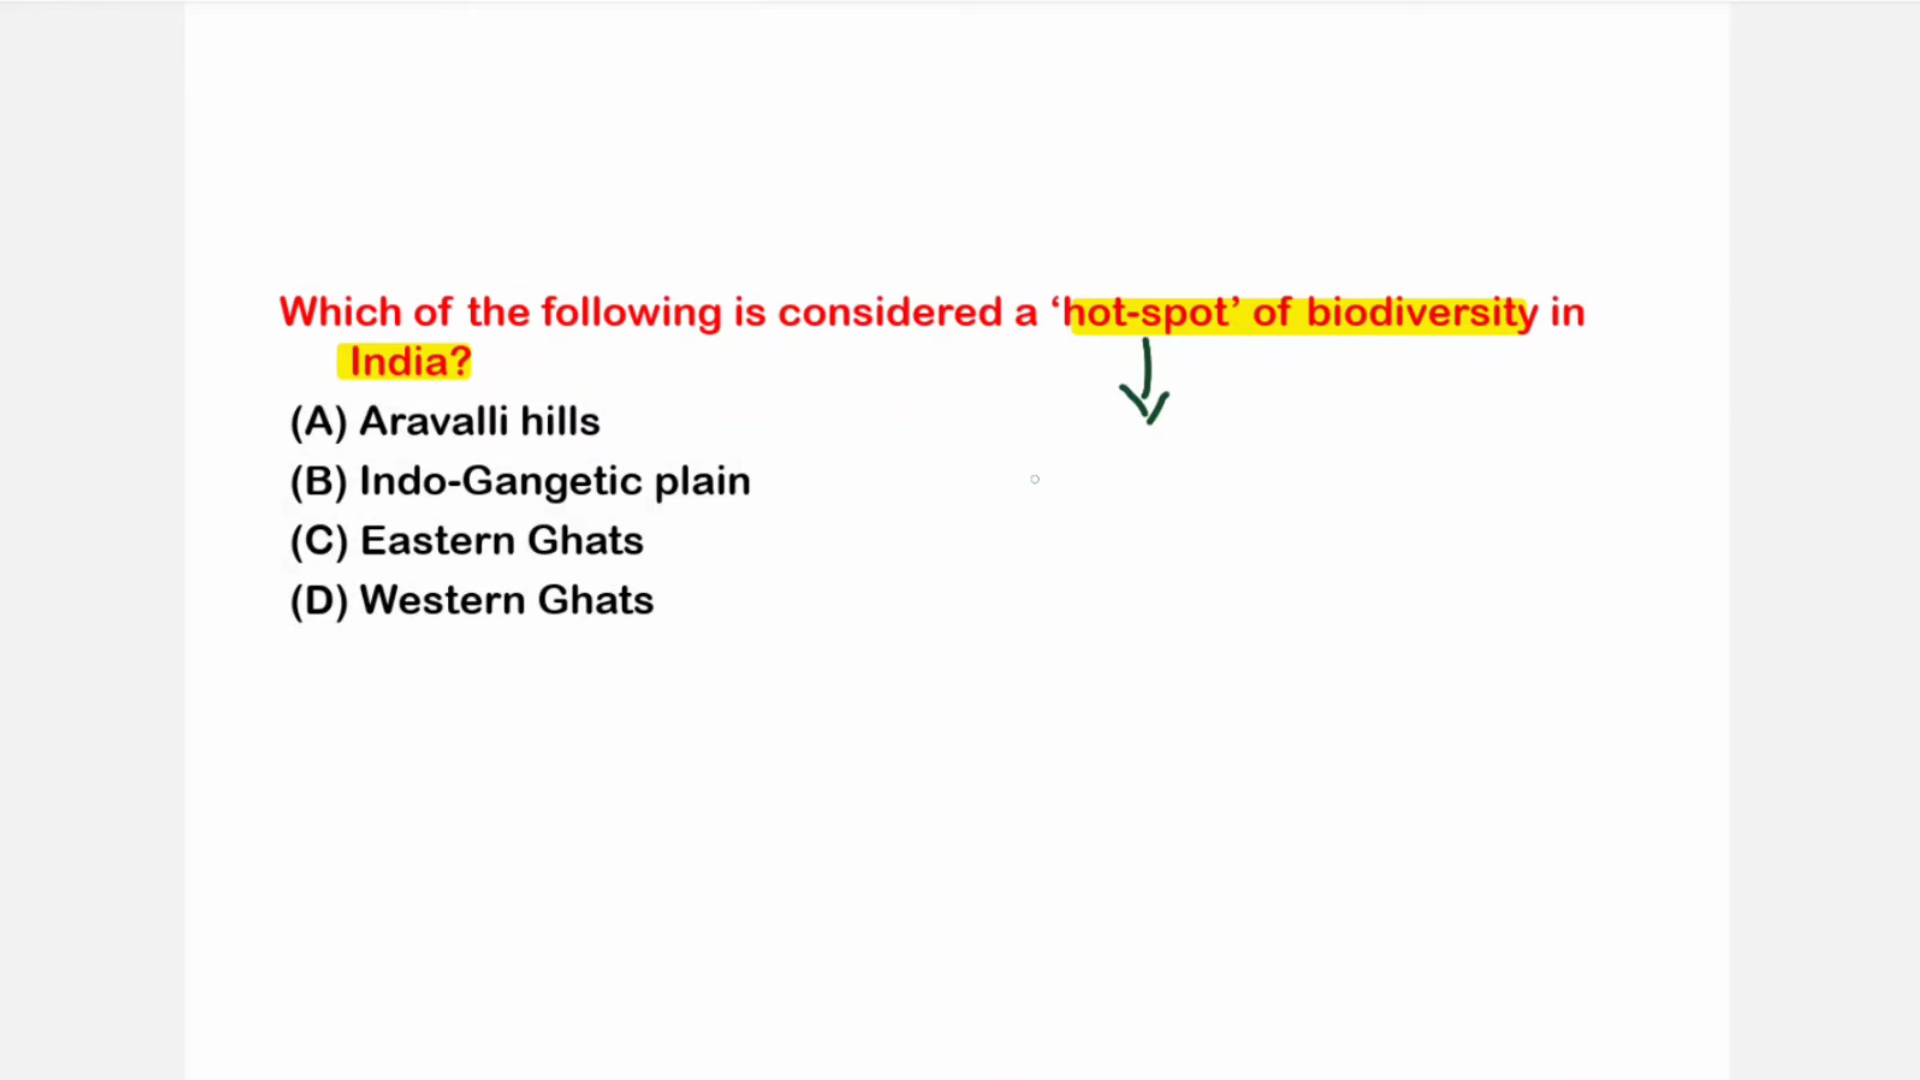 Which of the following is considered a ‘hot-spot’ of biodiversity in
India?
(A) Aravalli hills
(B) Indo-Gangetic plain
(C) Eastern Ghats
(D) Western Ghats